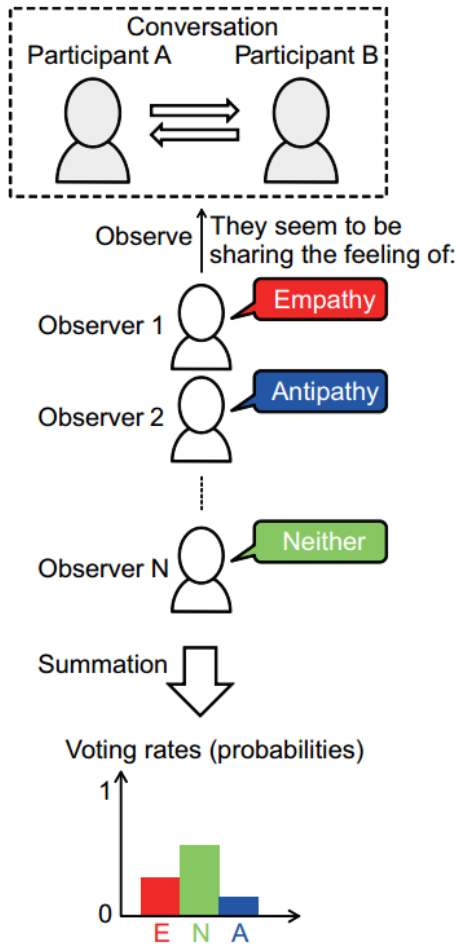 Conversation
Participant A Participant B
Observe
They seem to be
sharing the feeling of:
Observer 1
Empathy
Observer 2
Antipathy
Observer N
Neither
Summation
Voting rates (probabilities)
1
0
E N A